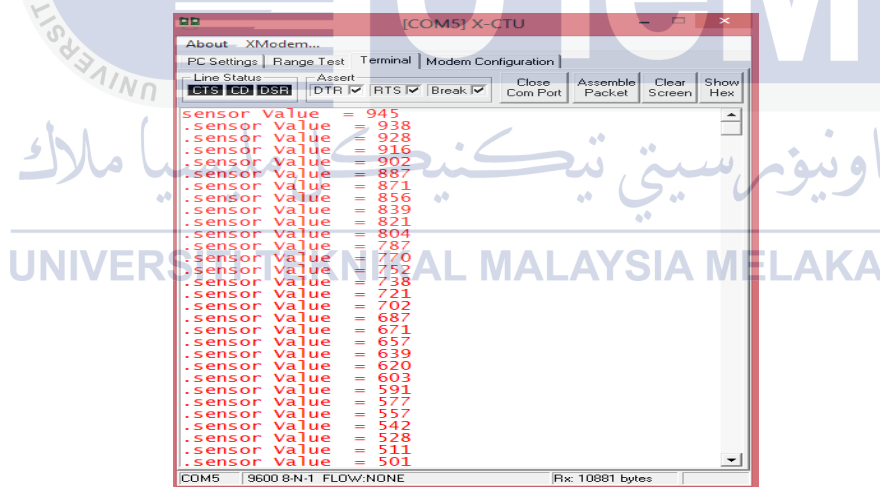 [COM5] X-CTU
About XModem...
PC Settings Range Test Terminal Modem Configuration
Line Status Assert
CTS CD DSR DTR RTS Break Close Com Port Assemble Packet Clear Screen Show Hex
sensor Value = 945
.sensor Value = 938
.sensor Value = 928
.sensor Value = 916
.sensor Value = 902
.sensor Value = 887
.sensor Value = 871
.sensor Value = 856
.sensor Value = 839
.sensor Value = 821
.sensor Value = 804
.sensor Value = 787
.sensor Value = 770
.sensor Value = 752
.sensor Value = 738
.sensor Value = 721
.sensor Value = 702
.sensor Value = 687
.sensor Value = 671
.sensor Value = 657
.sensor Value = 639
.sensor Value = 620
.sensor Value = 603
.sensor Value = 591
.sensor Value = 577
.sensor Value = 557
.sensor Value = 542
.sensor Value = 528
.sensor Value = 511
.sensor Value = 501
COM5 9600 8-N-1 FLOW:NONE Rx: 10881 bytes
اونيۏرسيتي تيكنيكل مليسيا ملاك
UNIVERSITI TEKNIKAL MALAYSIA MELAKA